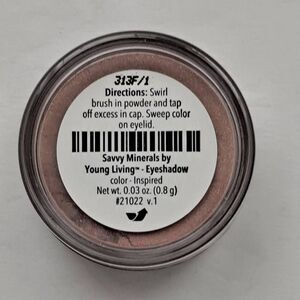 313F/1
Directions: Swirl
brush in powder and tap
off excess in cap. Sweep color
on eyelid.
Savvy Minerals by
Young Living™ - Eyeshadow
color - Inspired
Net wt. 0.03 oz. (0.8 g)
#21022 v.1